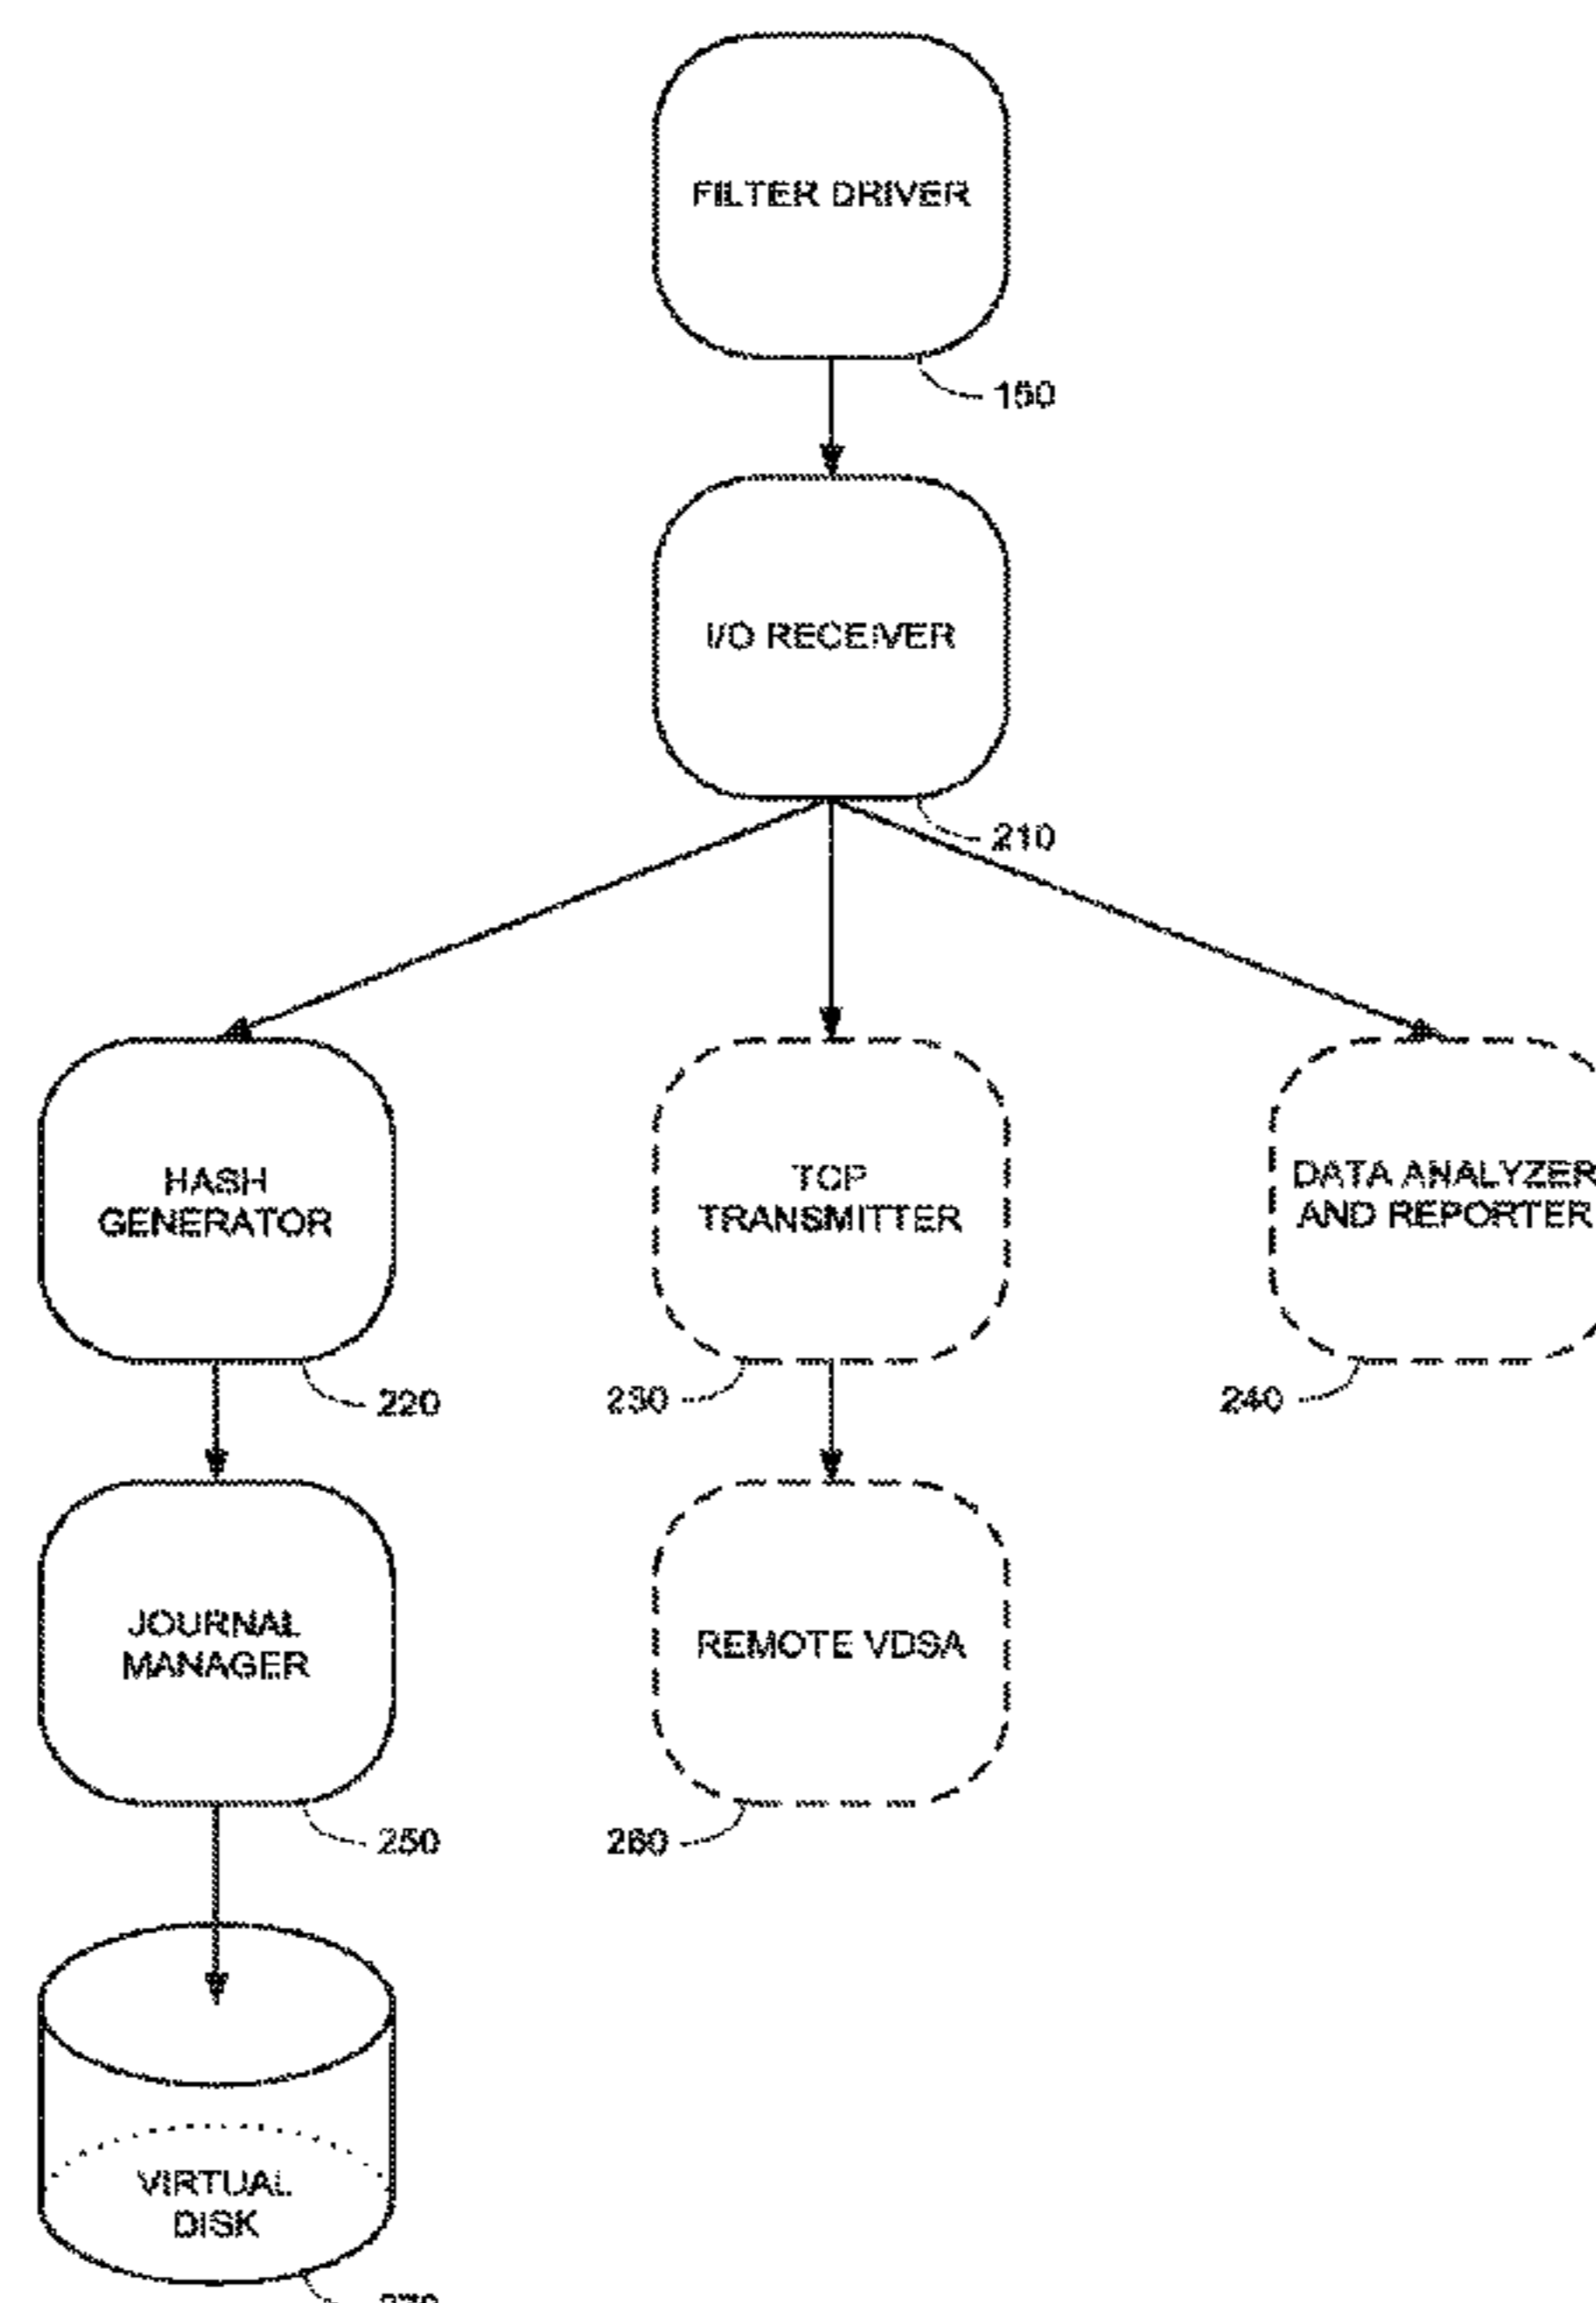 FILTER DRIVER
150
I/O RECEIVER
210
HASH
GENERATOR
TCP
TRANSMITTER
DATA ANALYZER
AND REPORTER
220
230
240
JOURNAL
MANAGER
REMOTE VDSA
250
260
VIRTUAL
DISK